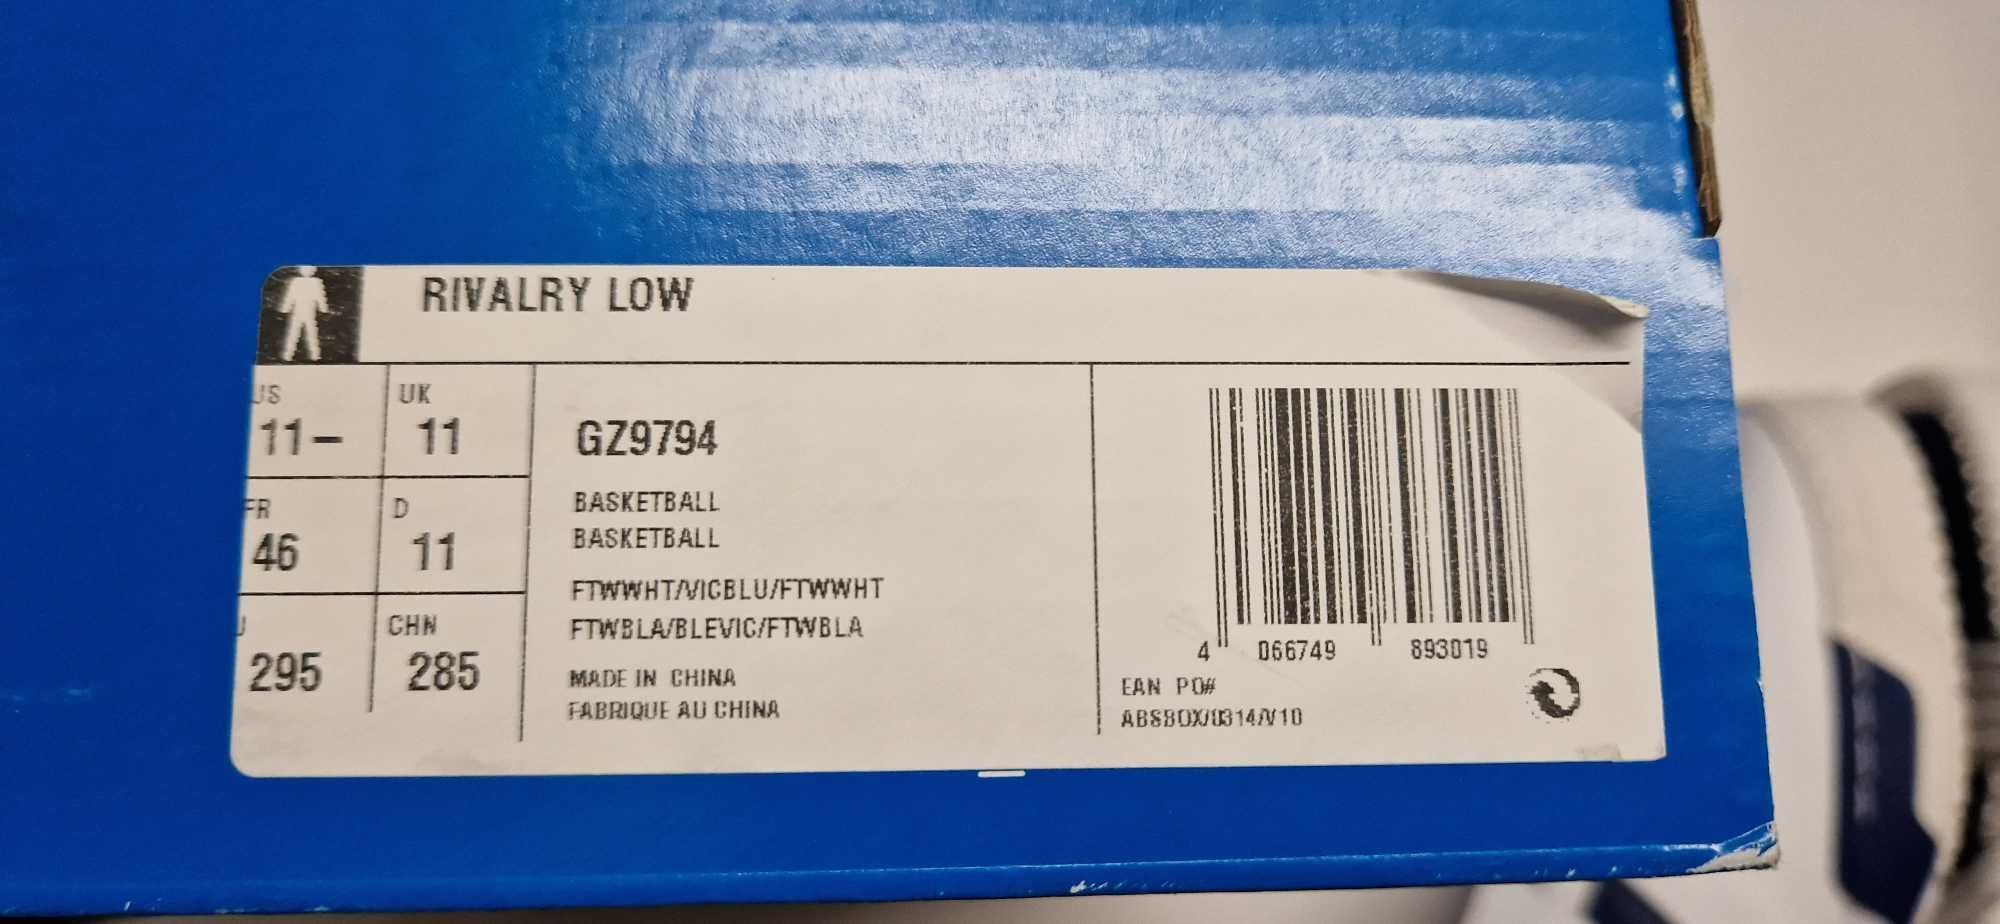 RIVALRY LOW
US UK
11- 11
FR D
46 11
J CHN
295 285
GZ9794
BASKETBALL
BASKETBALL
FTWWHT/VICBLU/FTWWHT
FTWBLA/BLEVIC/FTWBLA
MADE IN CHINA
FABRIQUE AU CHINA
4 066749 893019
EAN PO#
ABSBOX/0314/V10